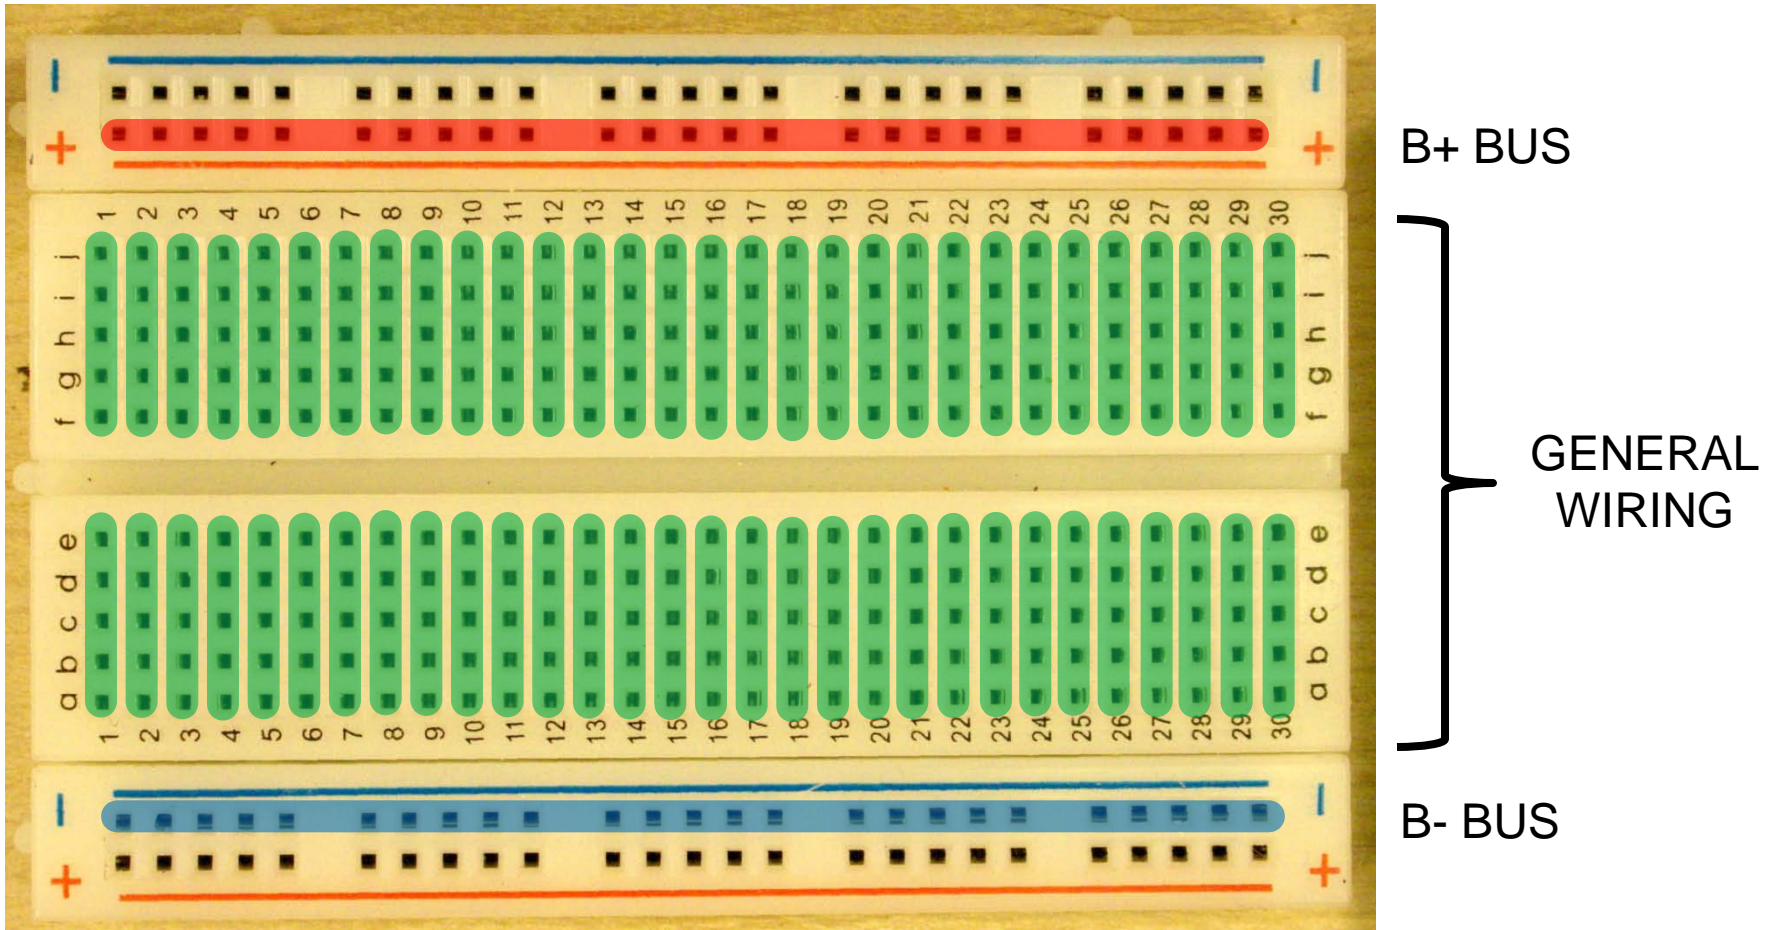 − −
+ +
B+ BUS
1 2 3 4 5 6 7 8 9 10 11 12 13 14 15 16 17 18 19 20 21 22 23 24 25 26 27 28 29 30
j j
i i
h h
g g
f f
GENERAL
WIRING
e e
d d
c c
b b
a a
1 2 3 4 5 6 7 8 9 10 11 12 13 14 15 16 17 18 19 20 21 22 23 24 25 26 27 28 29 30
− −
B- BUS
+ +